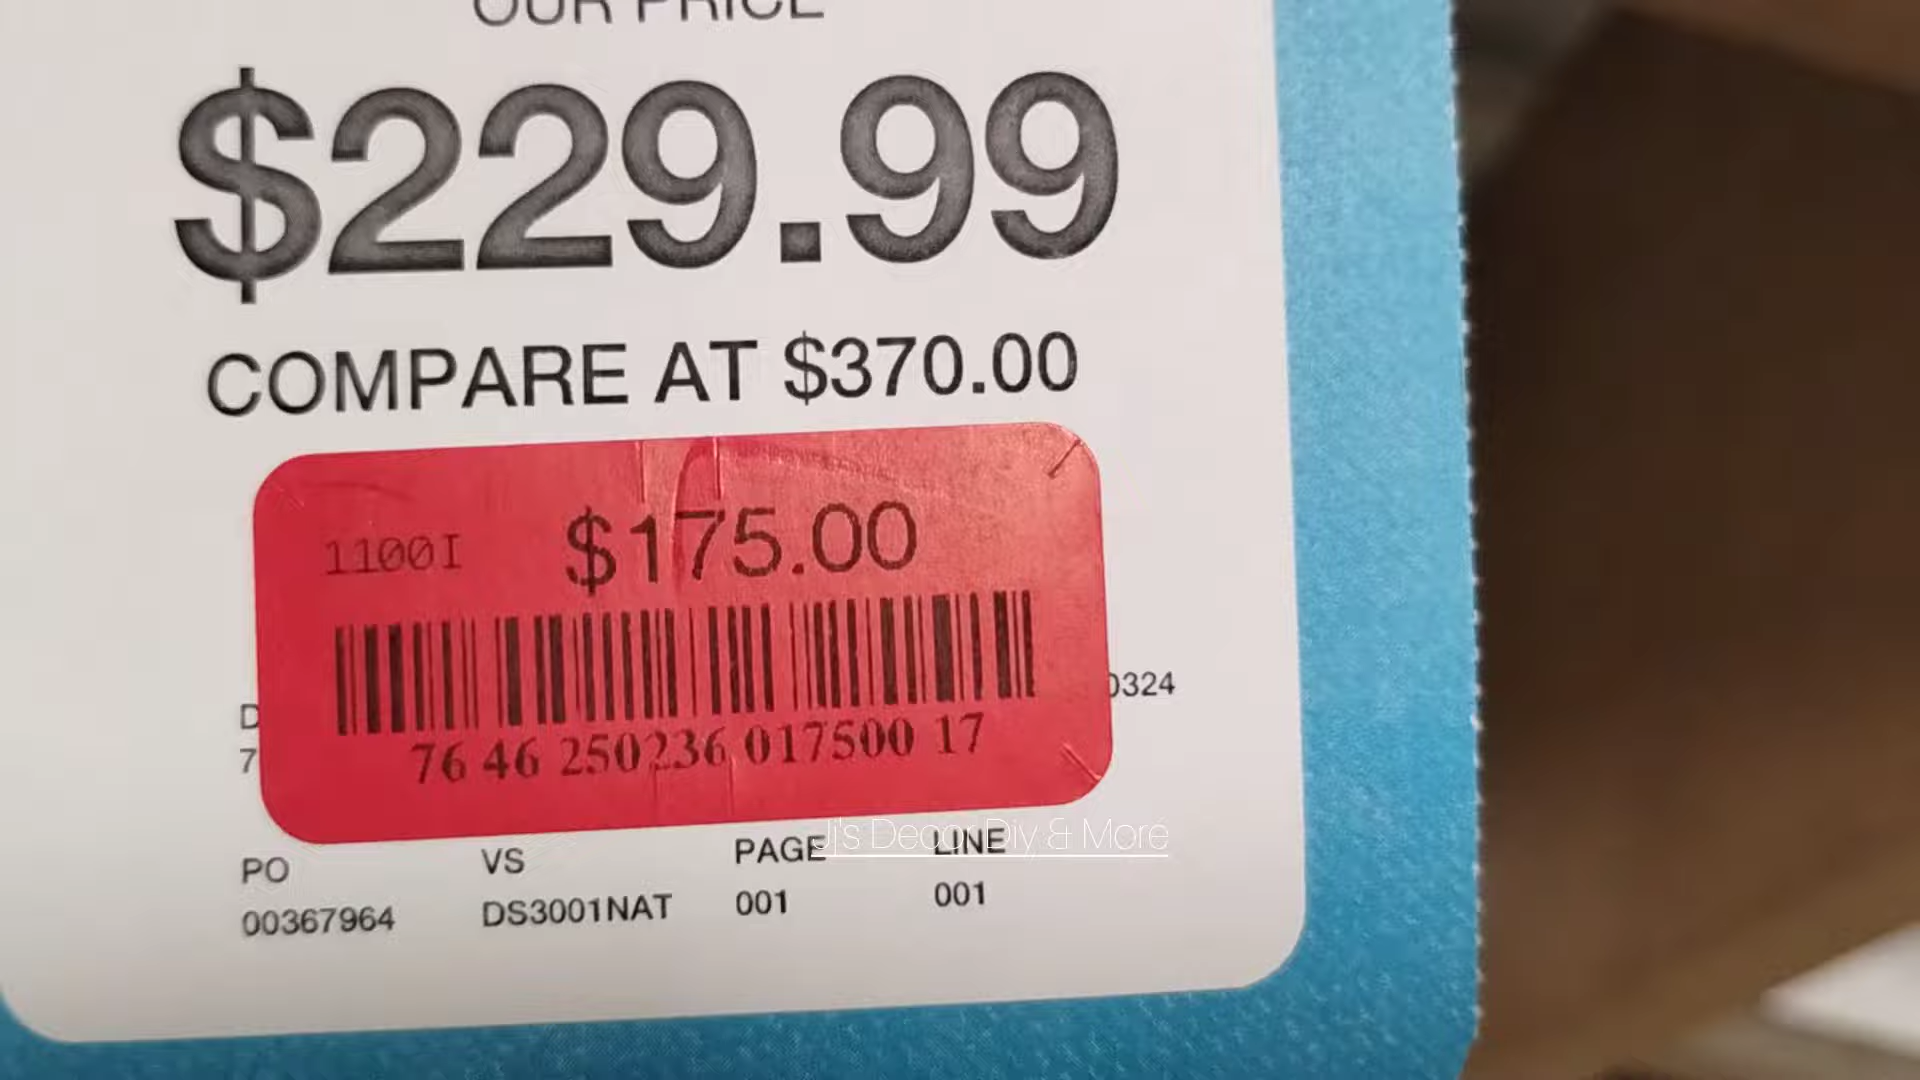 OUR PRICE
$229.99
COMPARE AT $370.00
1100I $175.00
0324
76 46 250236 017500 17
PO VS PAGE LINE
Jj's Decor Diy & More
00367964 DS3001NAT 001 001